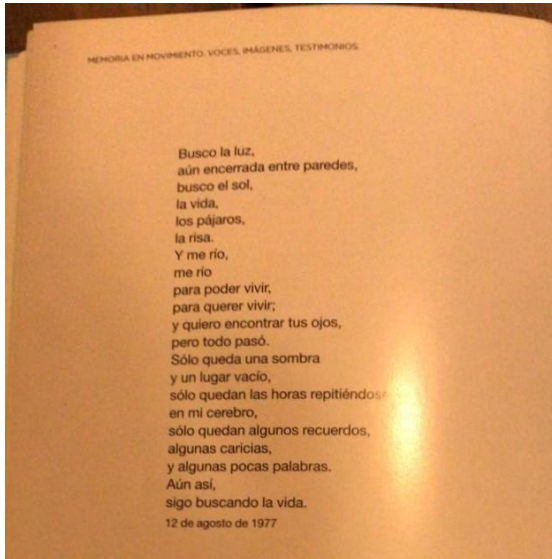 MEMORIA EN MOVIMIENTO. VOCES, IMÁGENES, TESTIMONIOS.
Busco la luz,
aún encerrada entre paredes,
busco el sol,
la vida,
los pájaros,
la risa.
Y me río,
me río
para poder vivir,
para querer vivir;
y quiero encontrar tus ojos,
pero todo pasó.
Sólo queda una sombra
y un lugar vacío,
sólo quedan las horas repitiéndose
en mi cerebro,
sólo quedan algunos recuerdos,
algunas caricias,
y algunas pocas palabras.
Aún así,
sigo buscando la vida.
12 de agosto de 1977